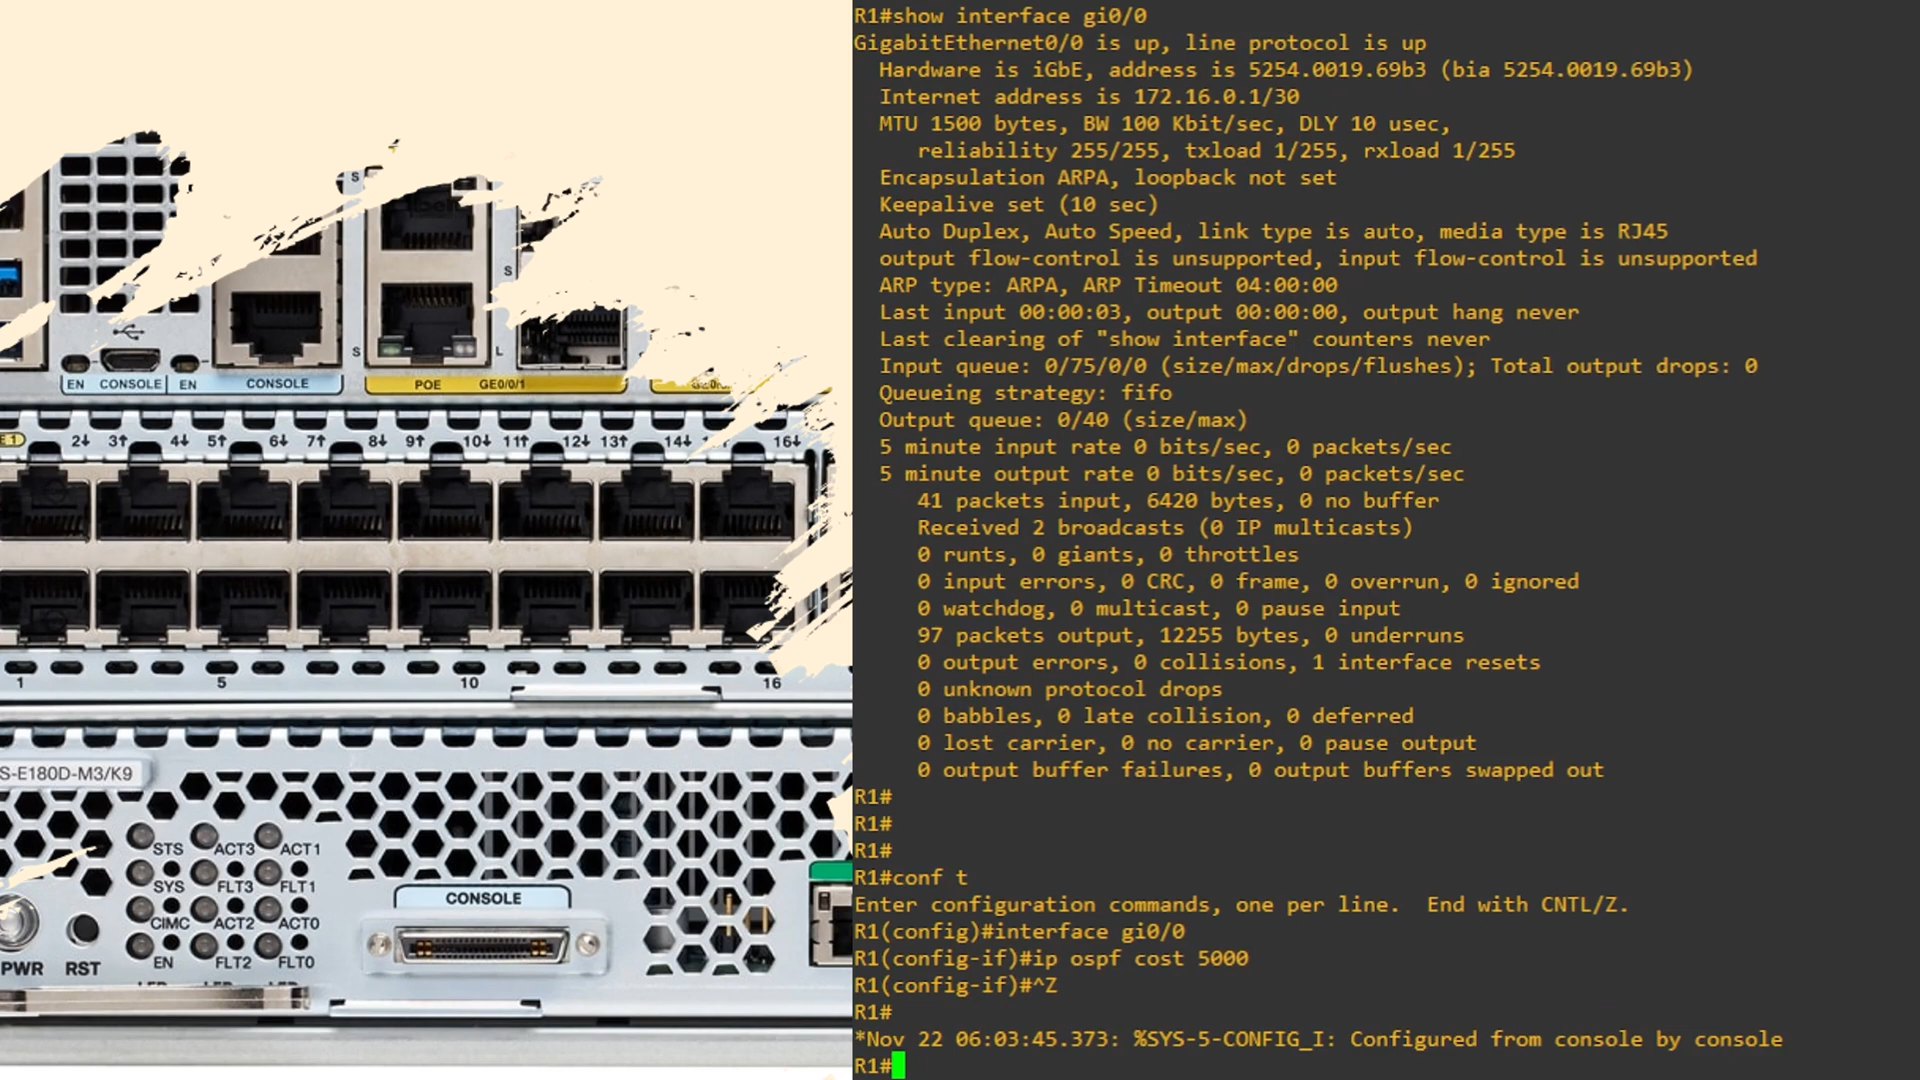 S
S
S
L
EN CONSOLE EN
CONSOLE
POE GE0/0/1
2↓ 3↑ 4↓ 5↑ 6↓ 7↑ 8↓ 9↑ 10↓ 11↑ 12↓ 13↑ 14↓ 16↓
1 5 10 16
S-E180D-M3/K9
STS ACT3 ACT1
SYS FLT3 FLT1
CIMC ACT2 ACT0
EN FLT2 FLT0
PWR RST
CONSOLE
R1#show interface gi0/0
GigabitEthernet0/0 is up, line protocol is up
Hardware is iGbE, address is 5254.0019.69b3 (bia 5254.0019.69b3)
Internet address is 172.16.0.1/30
MTU 1500 bytes, BW 100 Kbit/sec, DLY 10 usec,
reliability 255/255, txload 1/255, rxload 1/255
Encapsulation ARPA, loopback not set
Keepalive set (10 sec)
Auto Duplex, Auto Speed, link type is auto, media type is RJ45
output flow-control is unsupported, input flow-control is unsupported
ARP type: ARPA, ARP Timeout 04:00:00
Last input 00:00:03, output 00:00:00, output hang never
Last clearing of "show interface" counters never
Input queue: 0/75/0/0 (size/max/drops/flushes); Total output drops: 0
Queueing strategy: fifo
Output queue: 0/40 (size/max)
5 minute input rate 0 bits/sec, 0 packets/sec
5 minute output rate 0 bits/sec, 0 packets/sec
41 packets input, 6420 bytes, 0 no buffer
Received 2 broadcasts (0 IP multicasts)
0 runts, 0 giants, 0 throttles
0 input errors, 0 CRC, 0 frame, 0 overrun, 0 ignored
0 watchdog, 0 multicast, 0 pause input
97 packets output, 12255 bytes, 0 underruns
0 output errors, 0 collisions, 1 interface resets
0 unknown protocol drops
0 babbles, 0 late collision, 0 deferred
0 lost carrier, 0 no carrier, 0 pause output
0 output buffer failures, 0 output buffers swapped out
R1#
R1#
R1#
R1#conf t
Enter configuration commands, one per line.  End with CNTL/Z.
R1(config)#interface gi0/0
R1(config-if)#ip ospf cost 5000
R1(config-if)#^Z
R1#
*Nov 22 06:03:45.373: %SYS-5-CONFIG_I: Configured from console by console
R1#